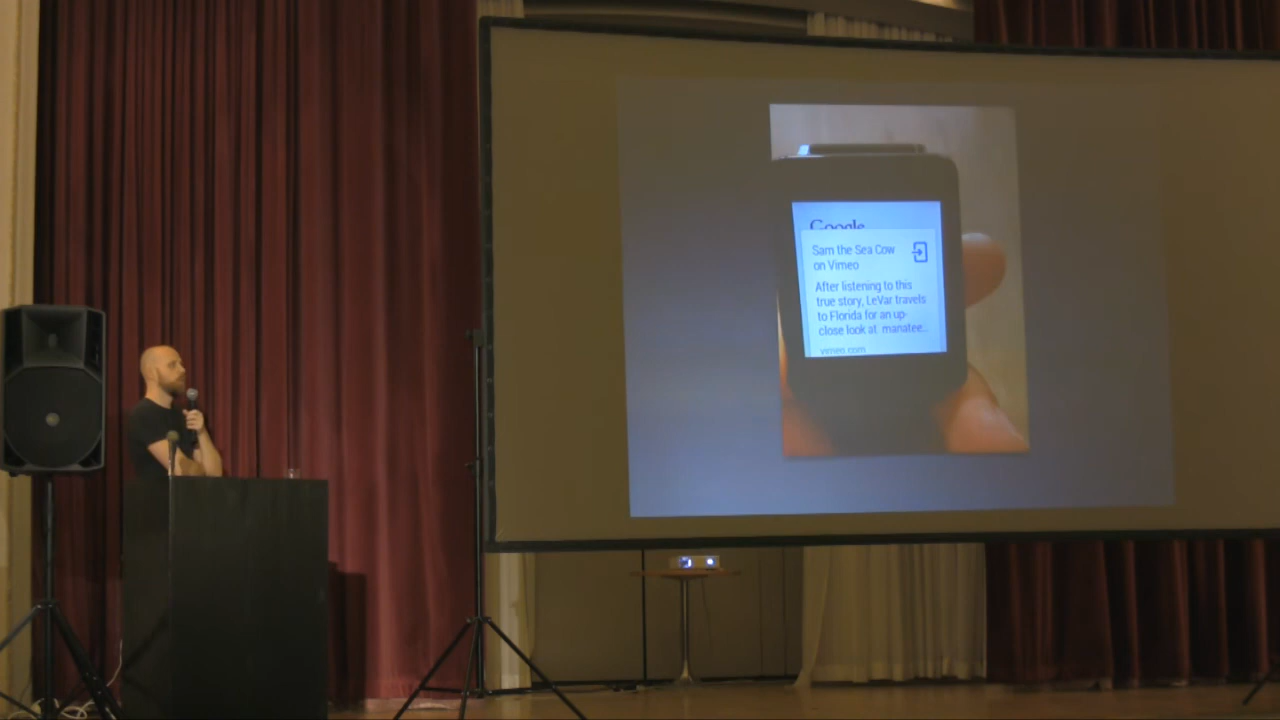 Google
Sam the Sea Cow
on Vimeo
After listening to this
true story, LeVar travels
to Florida for an up-
close look at manatee...
vimeo.com